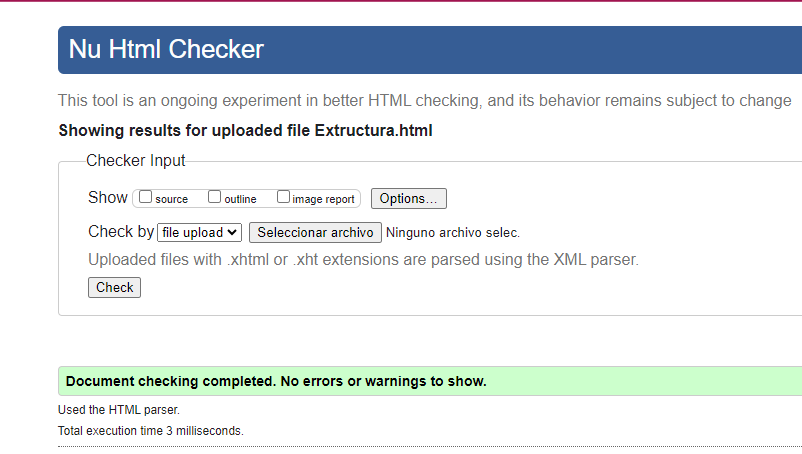 Nu Html Checker
This tool is an ongoing experiment in better HTML checking, and its behavior remains subject to change
Showing results for uploaded file Extructura.html
Checker Input
Show source outline image report Options...
Check by file upload Seleccionar archivo Ninguno archivo selec.
Uploaded files with .xhtml or .xht extensions are parsed using the XML parser.
Check
Document checking completed. No errors or warnings to show.
Used the HTML parser.
Total execution time 3 milliseconds.